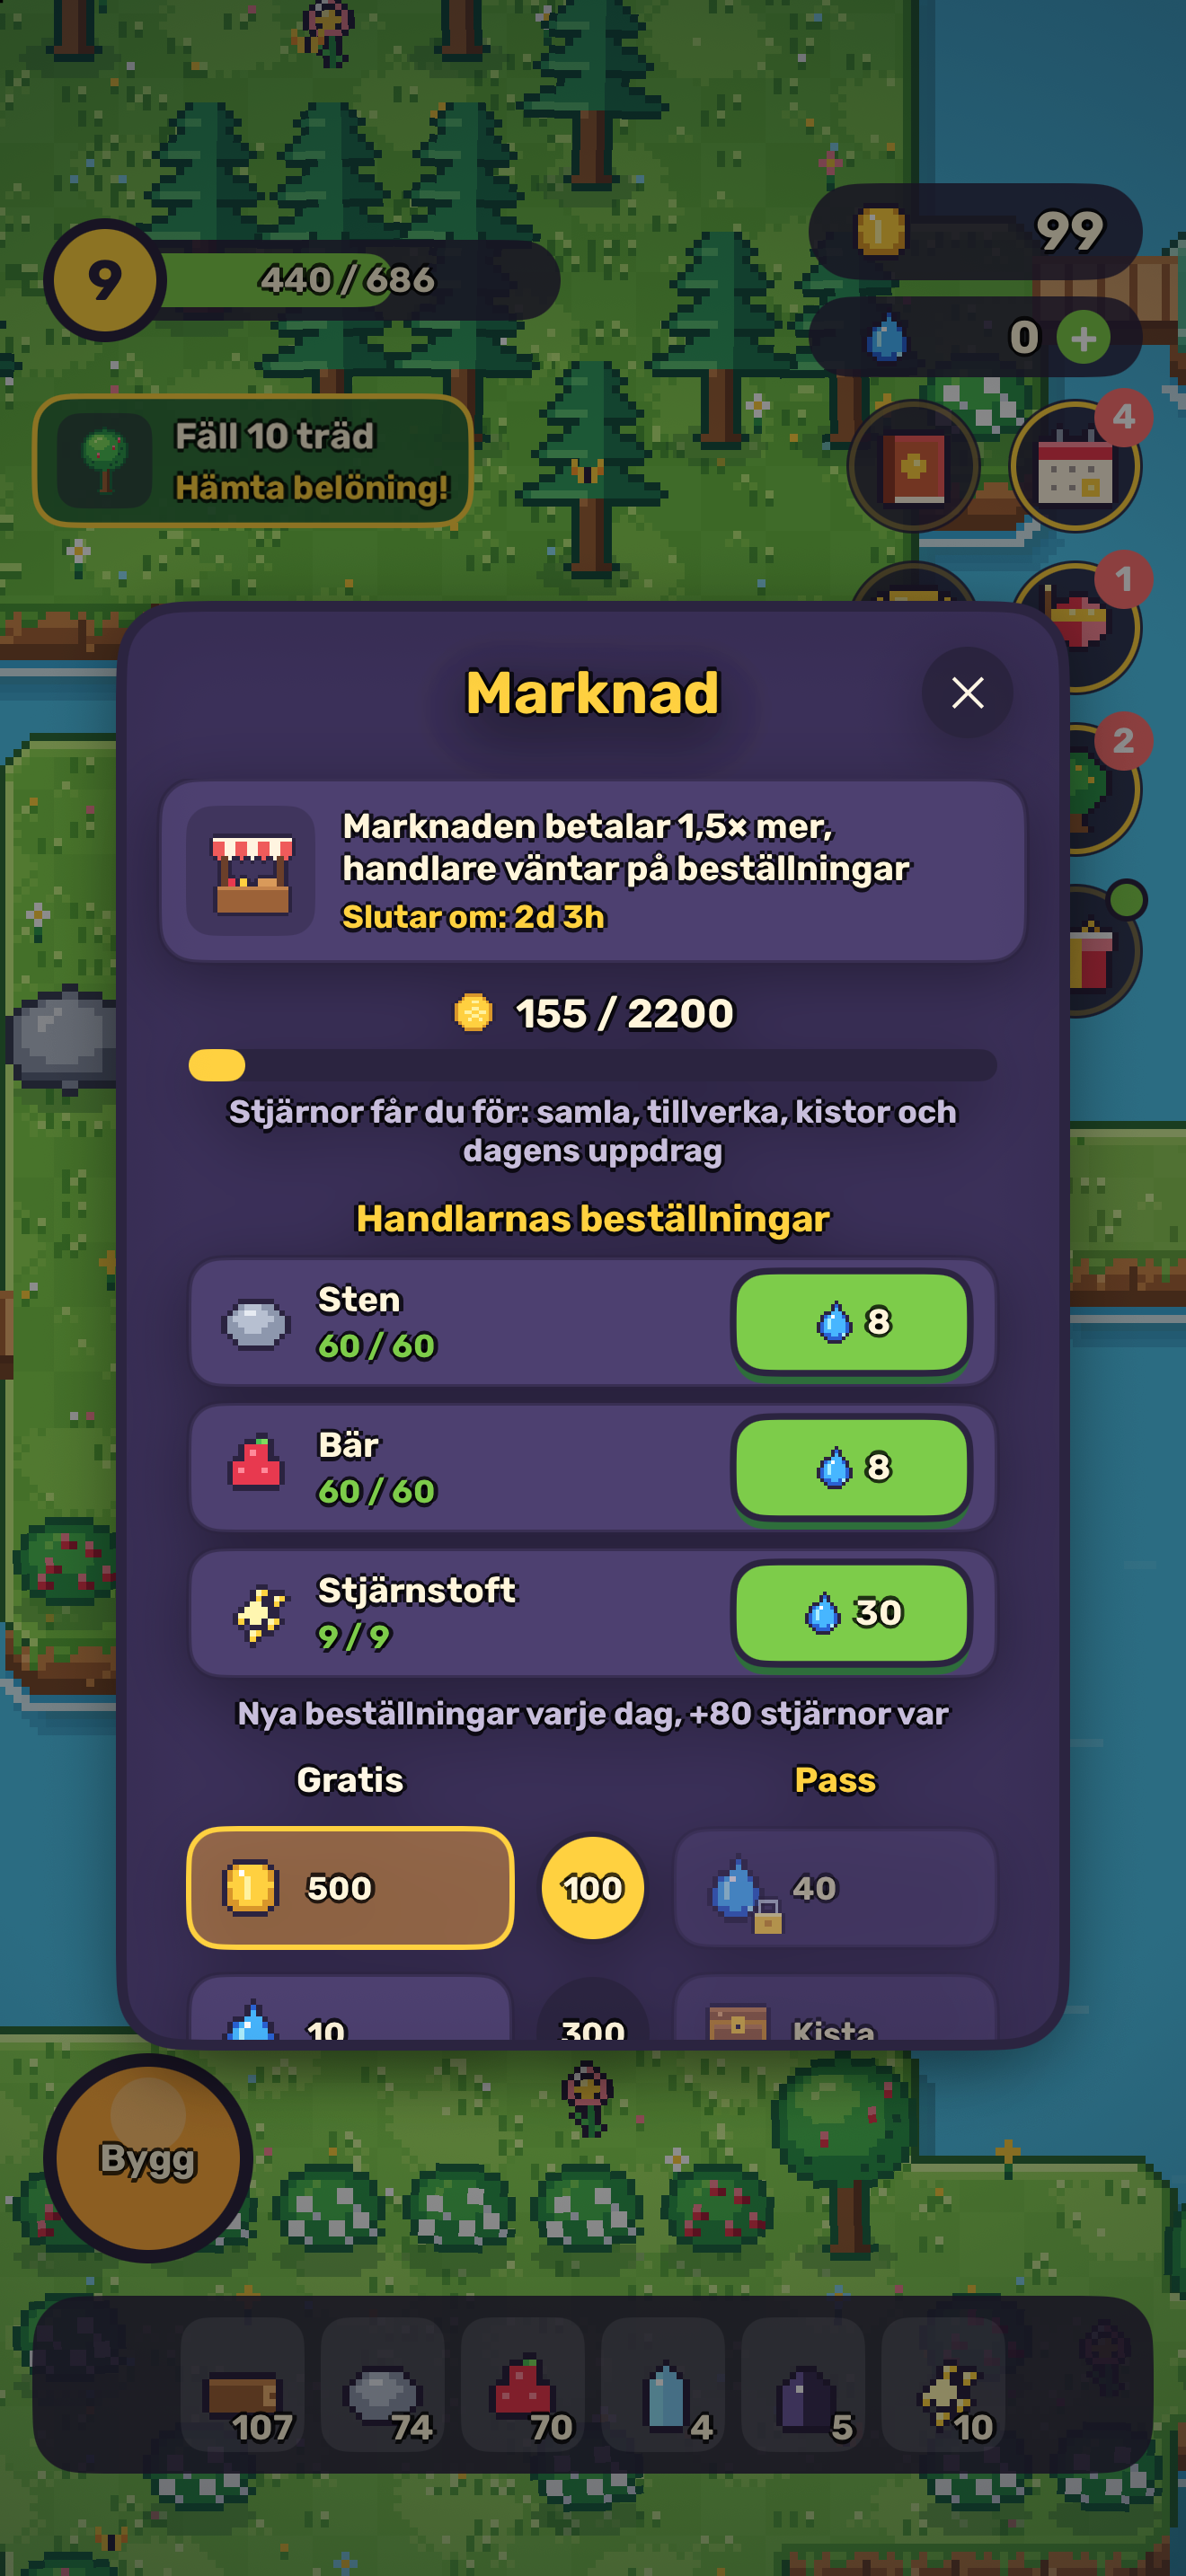 99
9
440 / 686
0
Fäll 10 träd
Hämta belöning!
4
1
2
Marknad
Marknaden betalar 1,5× mer,
handlare väntar på beställningar
Slutar om: 2d 3h
155 / 2200
Stjärnor får du för: samla, tillverka, kistor och
dagens uppdrag
Handlarnas beställningar
Sten
60 / 60
8
Bär
60 / 60
8
Stjärnstoft
9 / 9
30
Nya beställningar varje dag, +80 stjärnor var
Gratis
Pass
500
100
40
10
300
Kista
Bygg
107
74
70
4
5
10